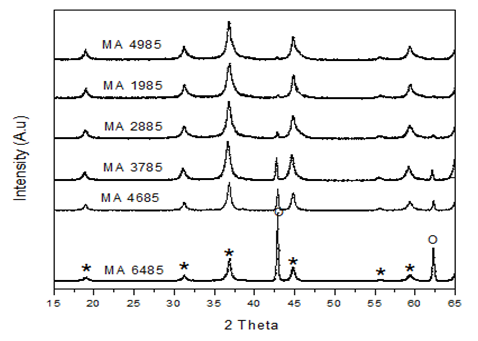 MA 4985
MA 1985
MA 2885
MA 3785
MA 4685
MA 6485
* * * * * *
Intensity (A.u)
15 20 25 30 35 40 45 50 55 60 65
2 Theta